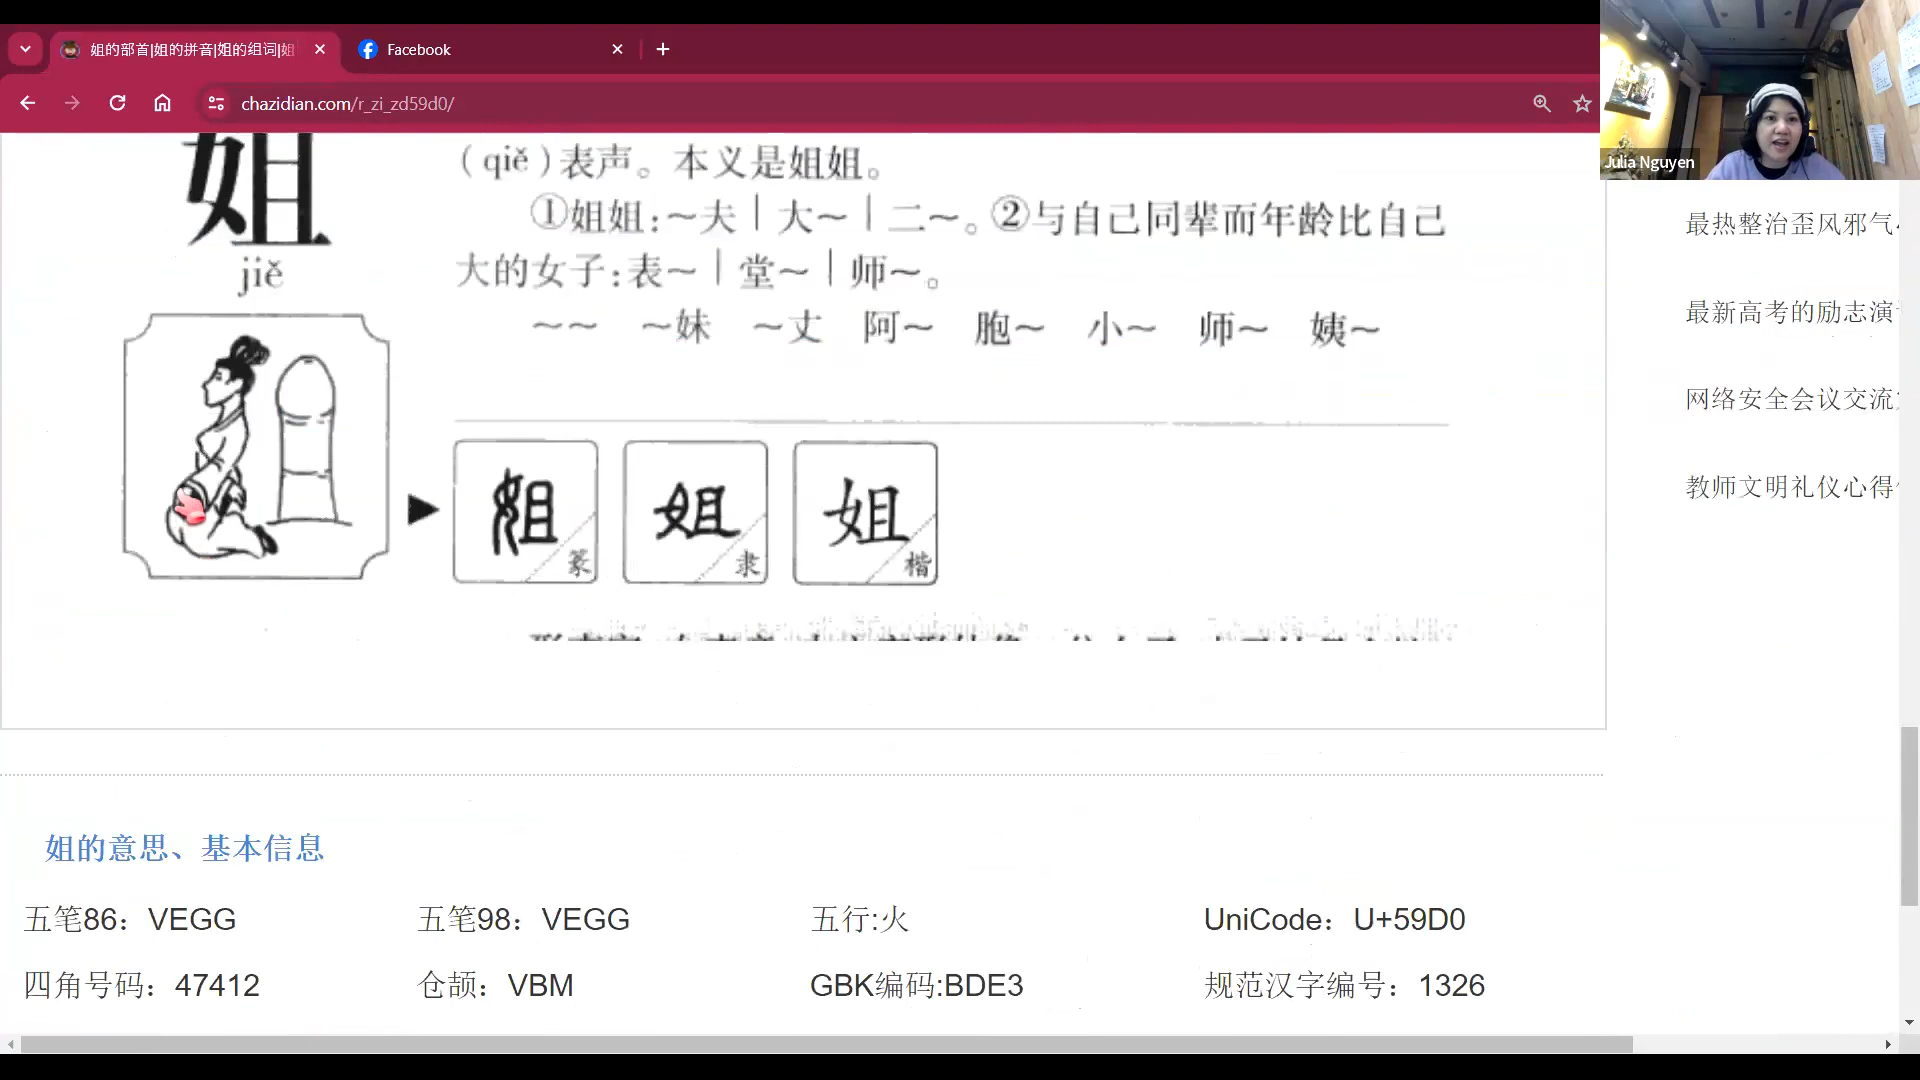 姐的部首|姐的拼音|姐的组词|姐
Facebook
chazidian.com/r_zi_zd59d0/
Julia Nguyen
姐
jiě
（qiě）表声。本义是姐姐。
①姐姐：～夫｜大～｜二～。②与自己同辈而年龄比自己
大的女子：表～｜堂～｜师～。
～～ ～妹 ～丈 阿～ 胞～ 小～ 师～ 姨～
姐 篆
姐 隶
姐 楷
最热整治歪风邪气
最新高考的励志演
网络安全会议交流
教师文明礼仪心得
姐的意思、基本信息
五笔86：VEGG 五笔98：VEGG 五行:火 UniCode：U+59D0
四角号码：47412 仓颉：VBM GBK编码:BDE3 规范汉字编号：1326